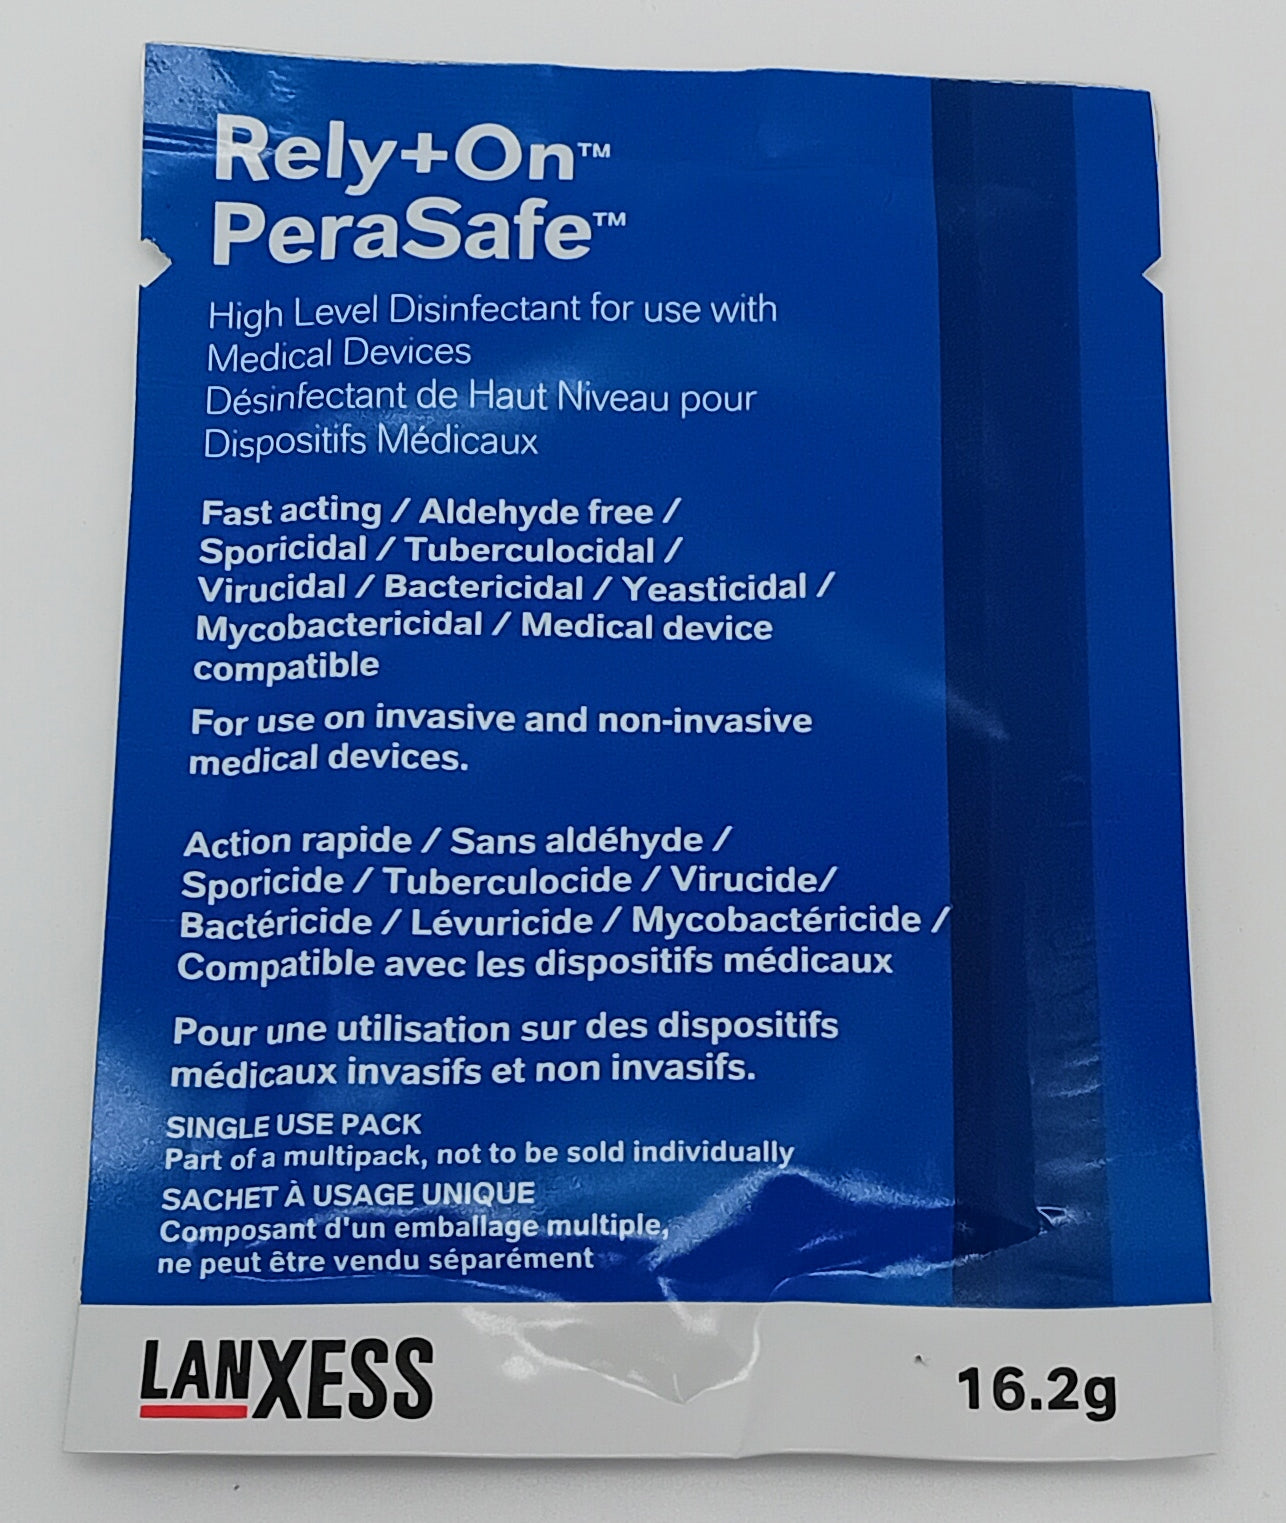 Rely+On™
PeraSafe™
High Level Disinfectant for use with
Medical Devices
Désinfectant de Haut Niveau pour
Dispositifs Médicaux
Fast acting / Aldehyde free /
Sporicidal / Tuberculocidal /
Virucidal / Bactericidal / Yeasticidal /
Mycobactericidal / Medical device
compatible
For use on invasive and non-invasive
medical devices.
Action rapide / Sans aldéhyde /
Sporicide / Tuberculocide / Virucide/
Bactéricide / Lévuricide / Mycobactéricide /
Compatible avec les dispositifs médicaux
Pour une utilisation sur des dispositifs
médicaux invasifs et non invasifs.
SINGLE USE PACK
Part of a multipack, not to be sold individually
SACHET À USAGE UNIQUE
Composant d'un emballage multiple,
ne peut être vendu séparément
LANXESS
16.2g